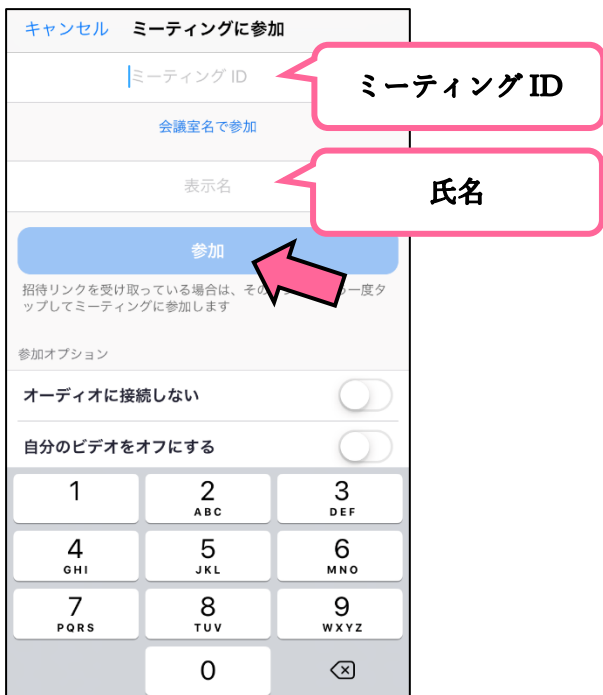 キャンセル ミーティングに参加
ミーティング ID
ミーティング ID
会議室名で参加
表示名
氏名
参加
招待リンクを受け取っている場合は、その 一度タ
ップしてミーティングに参加します
参加オプション
オーディオに接続しない
自分のビデオをオフにする
1 2 3
ABC DEF
4 5 6
GHI JKL MNO
7 8 9
PQRS TUV WXYZ
0